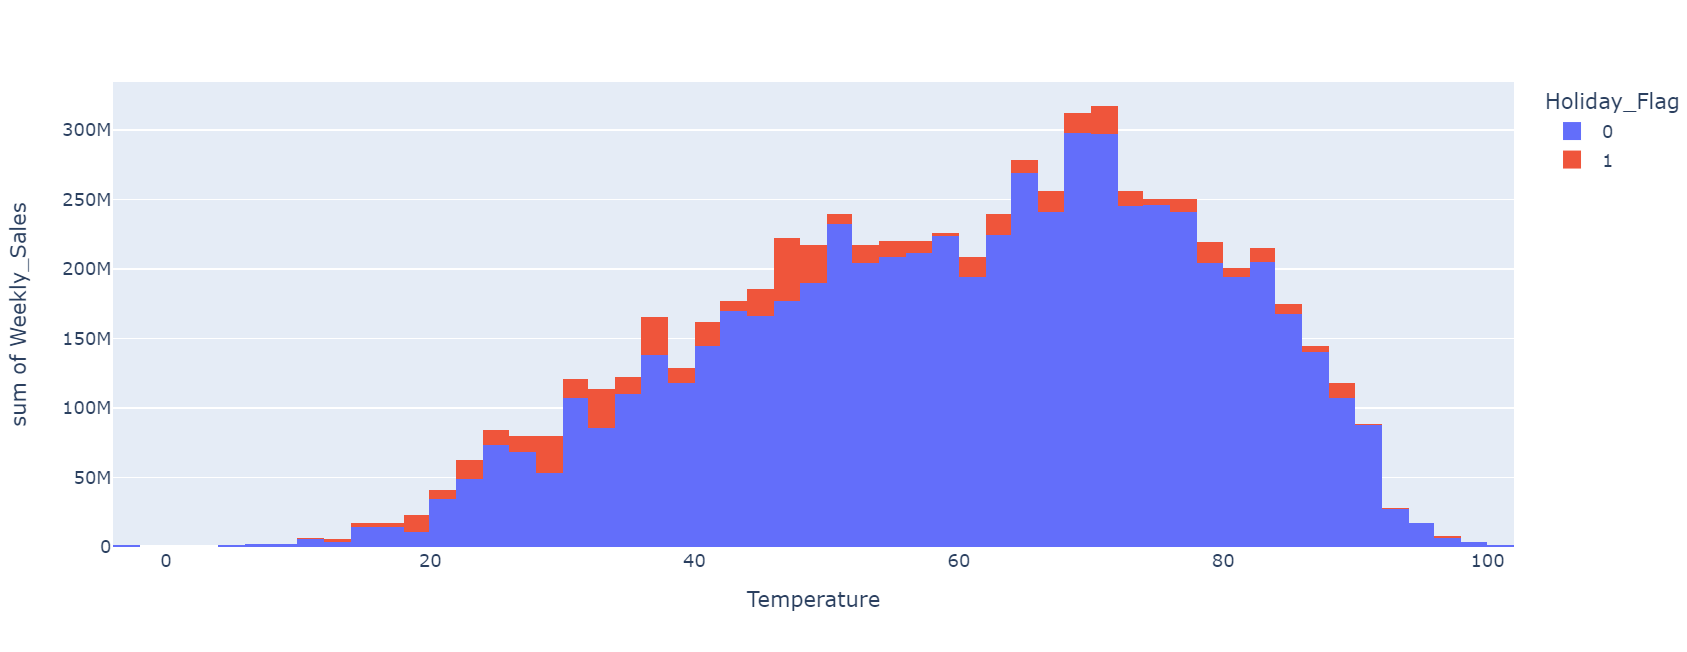 Holiday_Flag
0
1
sum of Weekly_Sales
300M
250M
200M
150M
100M
50M
0
0 20 40 60 80 100
Temperature